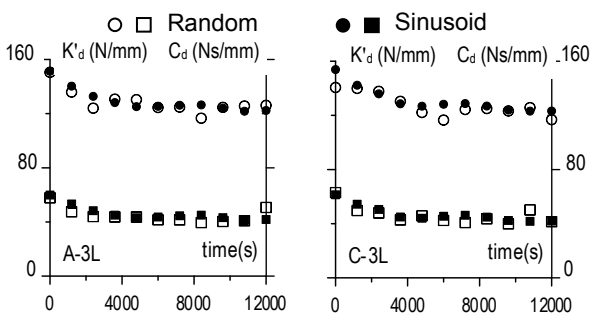 ○ □ Random ● ■ Sinusoid
160 K'd (N/mm) Cd (Ns/mm)
80
0
A-3L time(s)
0 4000 8000 12000
K'd (N/mm) Cd (Ns/mm) 160
80
0
C-3L time(s)
0 4000 8000 12000